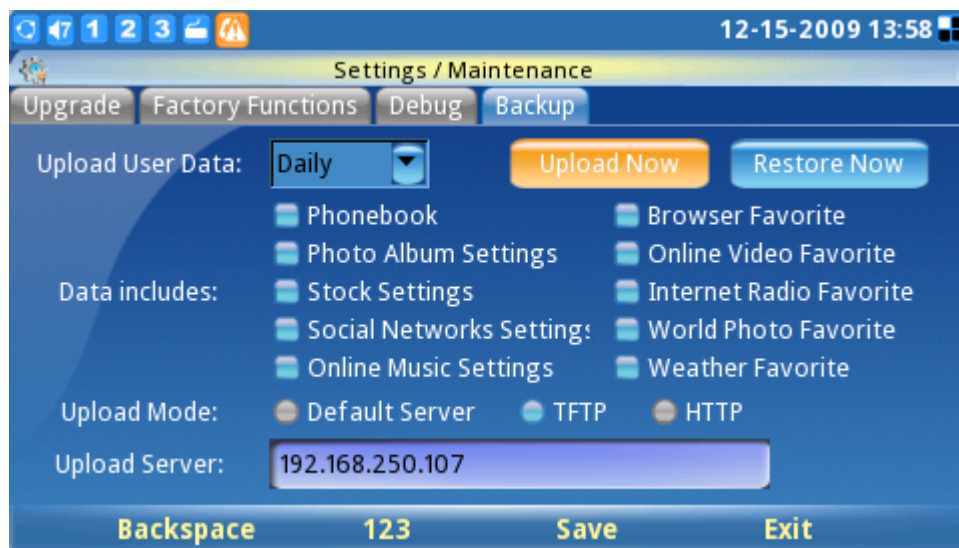 7 1 2 3 12-15-2009 13:58
Settings / Maintenance
Upgrade Factory Functions Debug Backup
Upload User Data: Daily Upload Now Restore Now
Data includes:
Phonebook Browser Favorite
Photo Album Settings Online Video Favorite
Stock Settings Internet Radio Favorite
Social Networks Settings World Photo Favorite
Online Music Settings Weather Favorite
Upload Mode: Default Server TFTP HTTP
Upload Server: 192.168.250.107
Backspace 123 Save Exit